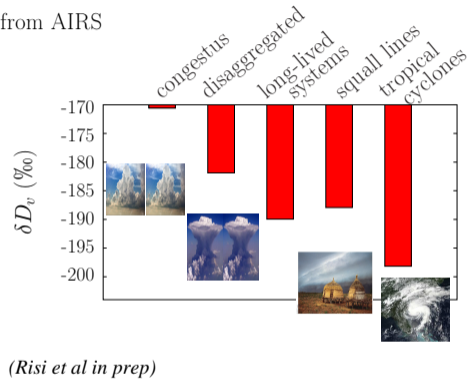 from AIRS
congestus
disaggregated
long-lived
systems
squall lines
tropical
cyclones
-170
-175
-180
-185
-190
-195
-200
δDᵥ (‰)
(Risi et al in prep)